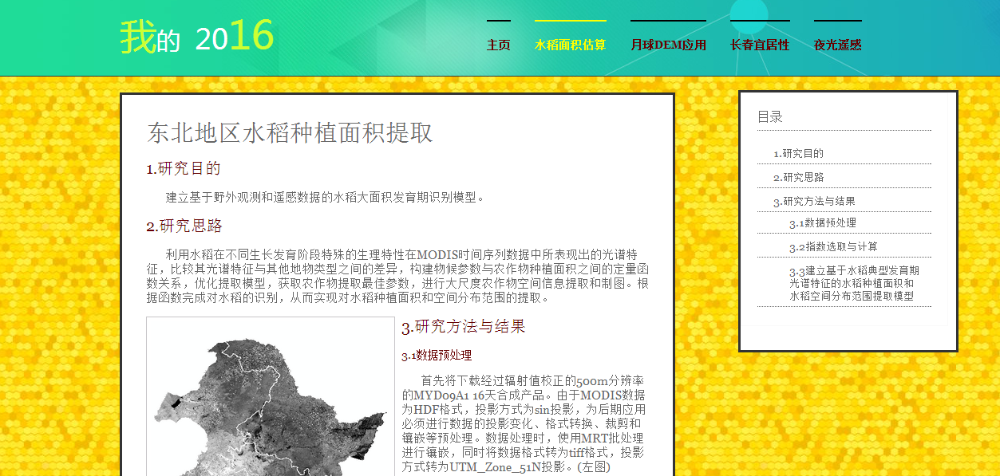 我的 2016
主页 水稻面积估算 月球DEM应用 长春宜居性 夜光遥感
东北地区水稻种植面积提取
1.研究目的
建立基于野外观测和遥感数据的水稻大面积发育期识别模型。
2.研究思路
利用水稻在不同生长发育阶段特殊的生理特性在MODIS时间序列数据中所表现出的光谱特
征，比较其光谱特征与其他地物类型之间的差异，构建物候参数与农作物种植面积之间的定量函
数关系，优化提取模型，获取农作物提取最佳参数，进行大尺度农作物空间信息提取和制图。根
据函数完成对水稻的识别，从而实现对水稻种植面积和空间分布范围的提取。
3.研究方法与结果
3.1数据预处理
首先将下载经过辐射值校正的500m分辨率
的MYD09A1 16天合成产品。由于MODIS数据
为HDF格式，投影方式为sin投影，为后期应用
必须进行数据的投影变化、格式转换、裁剪和
镶嵌等预处理。数据处理时，使用MRT批处理
进行镶嵌，同时将数据格式转为tiff格式，投影
方式转为UTM_Zone_51N投影。(左图)
目录
1.研究目的
2.研究思路
3.研究方法与结果
3.1数据预处理
3.2指数选取与计算
3.3建立基于水稻典型发育期
光谱特征的水稻种植面积和
水稻空间分布范围提取模型